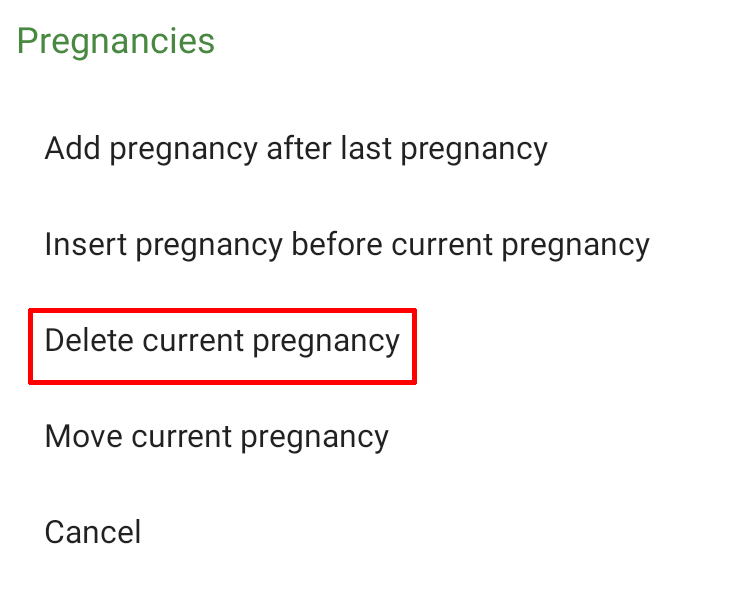 Pregnancies
Add pregnancy after last pregnancy
Insert pregnancy before current pregnancy
Delete current pregnancy
Move current pregnancy
Cancel